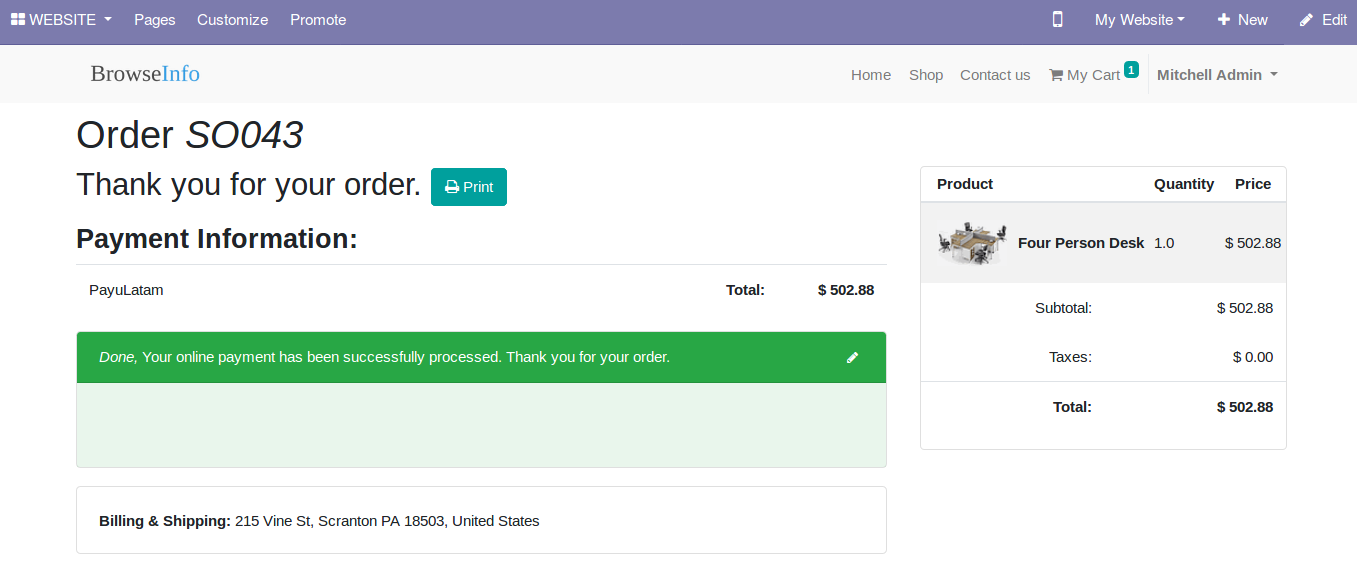 WEBSITE Pages Customize Promote My Website New Edit
BrowseInfo Home Shop Contact us My Cart 1 Mitchell Admin
Order SO043
Thank you for your order. Print
Payment Information:
PayuLatam Total: $ 502.88
Done, Your online payment has been successfully processed. Thank you for your order.
Billing & Shipping: 215 Vine St, Scranton PA 18503, United States
Product Quantity Price
Four Person Desk 1.0 $ 502.88
Subtotal: $ 502.88
Taxes: $ 0.00
Total: $ 502.88